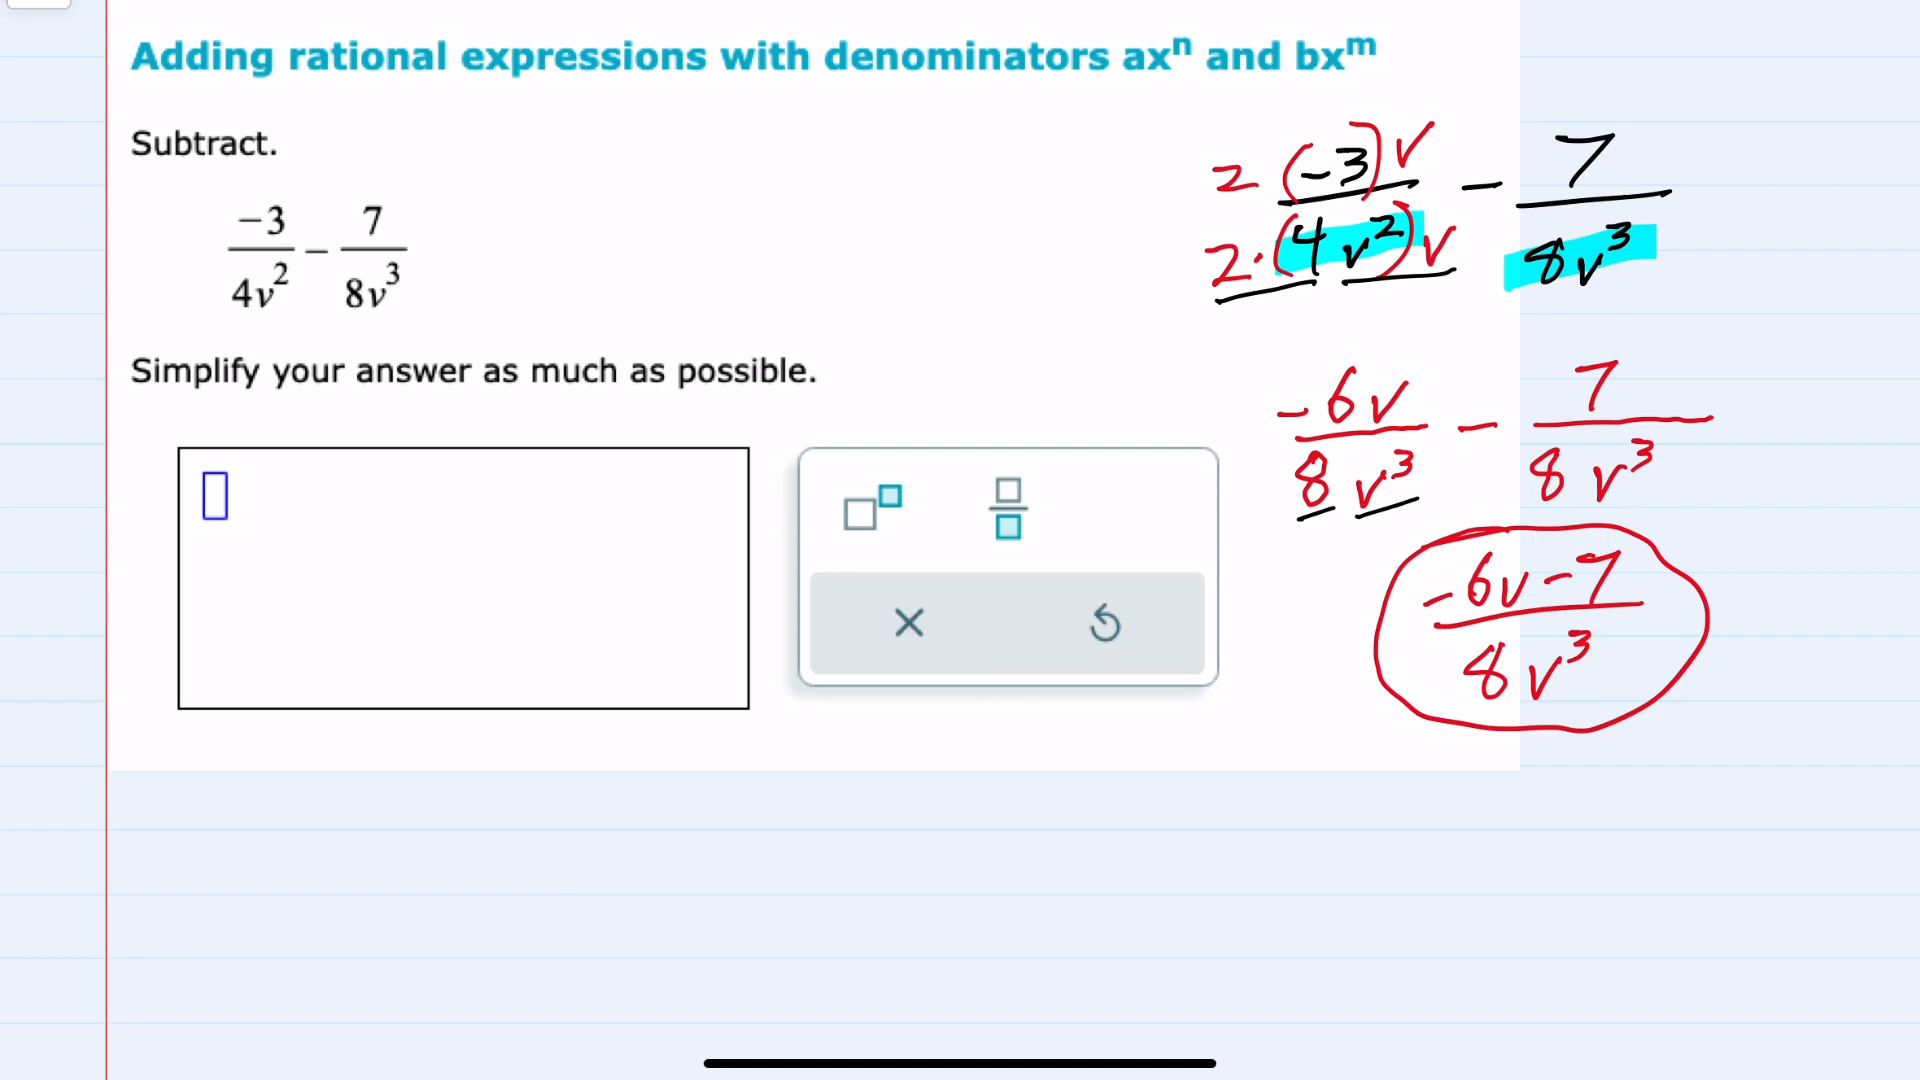 Adding rational expressions with denominators axⁿ and bxᵐ
Subtract.
−3/4v² − 7/8v³
Simplify your answer as much as possible.
2 (−3)v / 2·(4v²)v − 7 / 8v³
−6v / 8v³ − 7 / 8v³
−6v−7 / 8v³